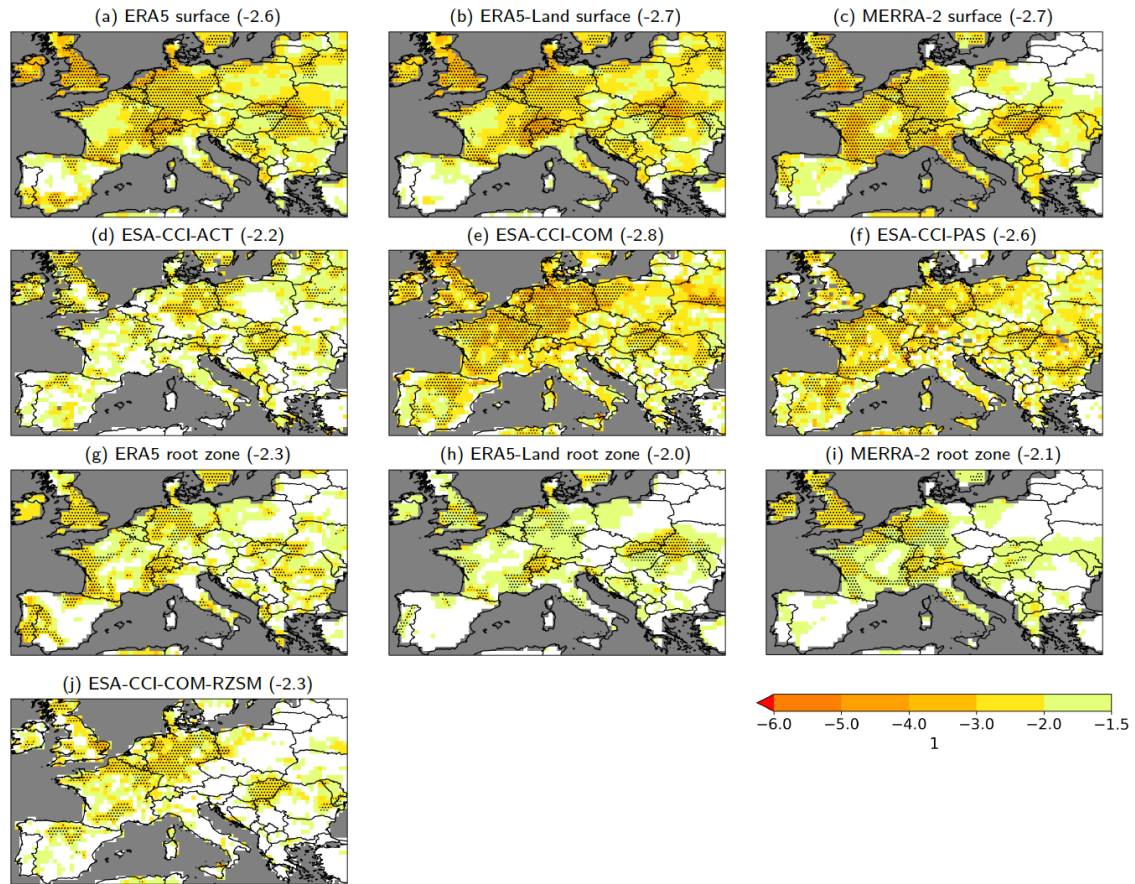 (a) ERA5 surface (-2.6)
(b) ERA5-Land surface (-2.7)
(c) MERRA-2 surface (-2.7)
(d) ESA-CCI-ACT (-2.2)
(e) ESA-CCI-COM (-2.8)
(f) ESA-CCI-PAS (-2.6)
(g) ERA5 root zone (-2.3)
(h) ERA5-Land root zone (-2.0)
(i) MERRA-2 root zone (-2.1)
(j) ESA-CCI-COM-RZSM (-2.3)
−6.0 −5.0 −4.0 −3.0 −2.0 −1.5
1